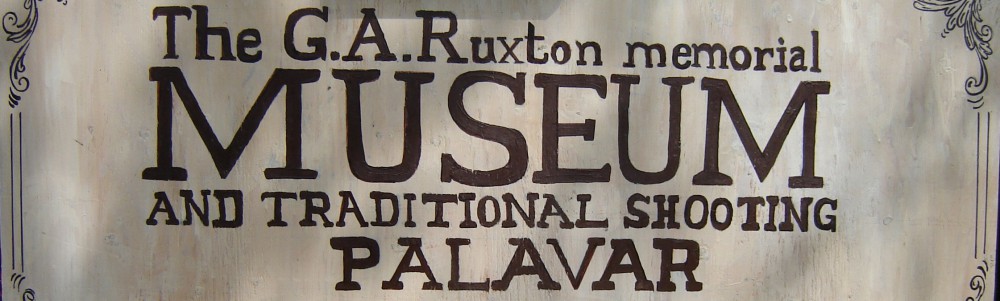 The G.A.Ruxton memorial
MUSEUM
AND TRADITIONAL SHOOTING
PALAVAR